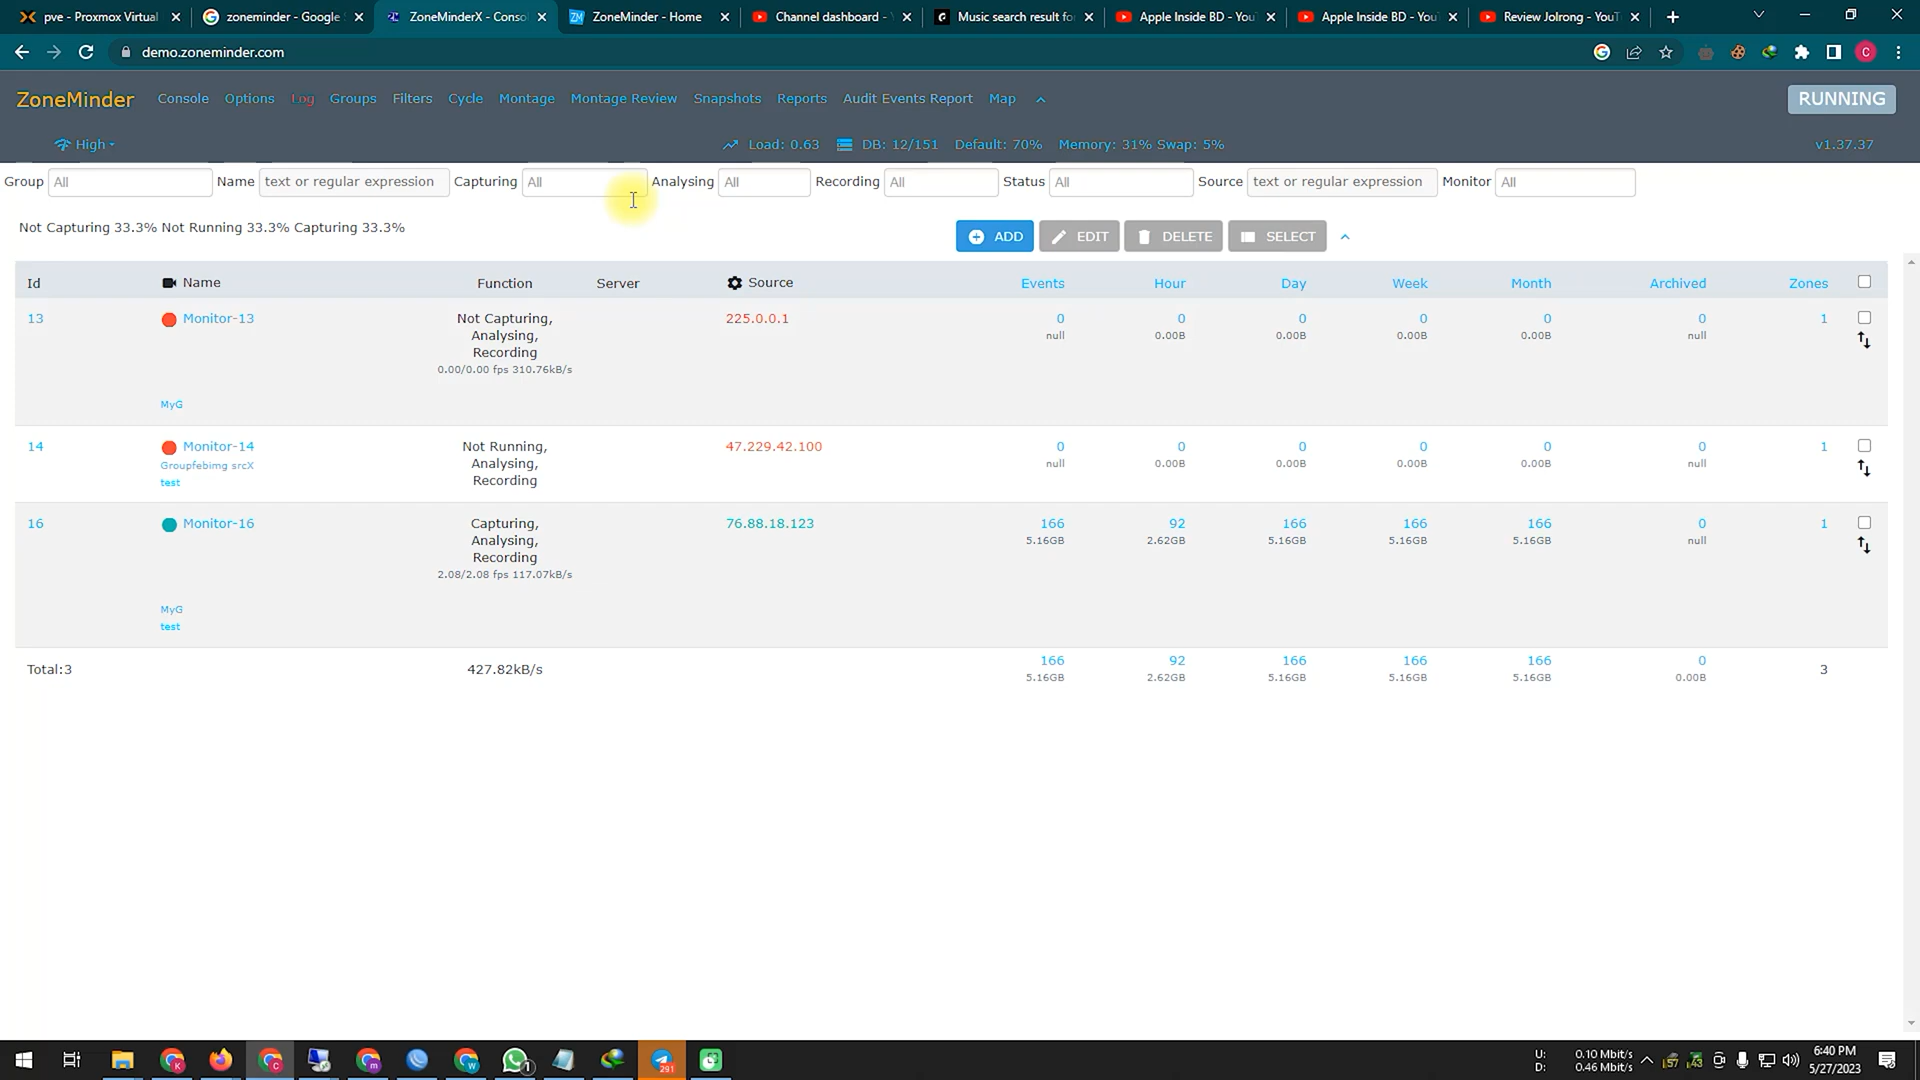 pve - Proxmox Virtual
zoneminder - Google
ZoneMinderX - Conso
ZoneMinder - Home
Channel dashboard -
Music search result fo
Apple Inside BD - You
Apple Inside BD - You
Review Jolrong - YouT
demo.zoneminder.com
ZoneMinder Console Options Log Groups Filters Cycle Montage Montage Review Snapshots Reports Audit Events Report Map RUNNING
High Load: 0.63 DB: 12/151 Default: 70% Memory: 31% Swap: 5% v1.37.37
Group All Name text or regular expression Capturing All Analysing All Recording All Status All Source text or regular expression Monitor All
Not Capturing 33.3% Not Running 33.3% Capturing 33.3%
ADD EDIT DELETE SELECT
Id Name Function Server Source Events Hour Day Week Month Archived Zones
13 Monitor-13 Not Capturing, 225.0.0.1 0 0 0 0 0 0 1
Analysing, null 0.00B 0.00B 0.00B 0.00B null
Recording
0.00/0.00 fps 310.76kB/s
MyG
14 Monitor-14 Not Running, 47.229.42.100 0 0 0 0 0 0 1
Groupfebimg srcX Analysing, null 0.00B 0.00B 0.00B 0.00B null
test Recording
16 Monitor-16 Capturing, 76.88.18.123 166 92 166 166 166 0 1
Analysing, 5.16GB 2.62GB 5.16GB 5.16GB 5.16GB null
Recording
2.08/2.08 fps 117.07kB/s
MyG
test
Total:3 427.82kB/s 166 92 166 166 166 0 3
5.16GB 2.62GB 5.16GB 5.16GB 5.16GB 0.00B
U: 0.10 Mbit/s
D: 0.46 Mbit/s
57
43
6:40 PM
5/27/2023
1
291